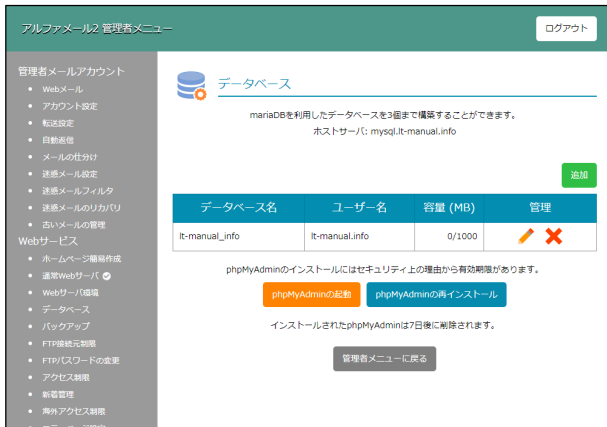 アルファメール2 管理者メニュー
ログアウト
管理者メールアカウント
Webメール
アカウント設定
転送設定
自動返信
メールの仕分け
迷惑メール設定
迷惑メールフィルタ
迷惑メールのリカバリ
古いメールの管理
Webサービス
ホームページ簡易作成
通常Webサーバ
Webサーバ環境
データベース
バックアップ
FTP接続元制限
FTPパスワードの変更
アクセス制限
新着管理
海外アクセス制限
データベース
mariaDBを利用したデータベースを3個まで構築することができます。
ホストサーバ: mysql.lt-manual.info
追加
データベース名 ユーザー名 容量 (MB) 管理
lt-manual_info lt-manual.info 0/1000
phpMyAdminのインストールにはセキュリティ上の理由から有効期限があります。
phpMyAdminの起動 phpMyAdminの再インストール
インストールされたphpMyAdminは7日後に削除されます。
管理者メニューに戻る